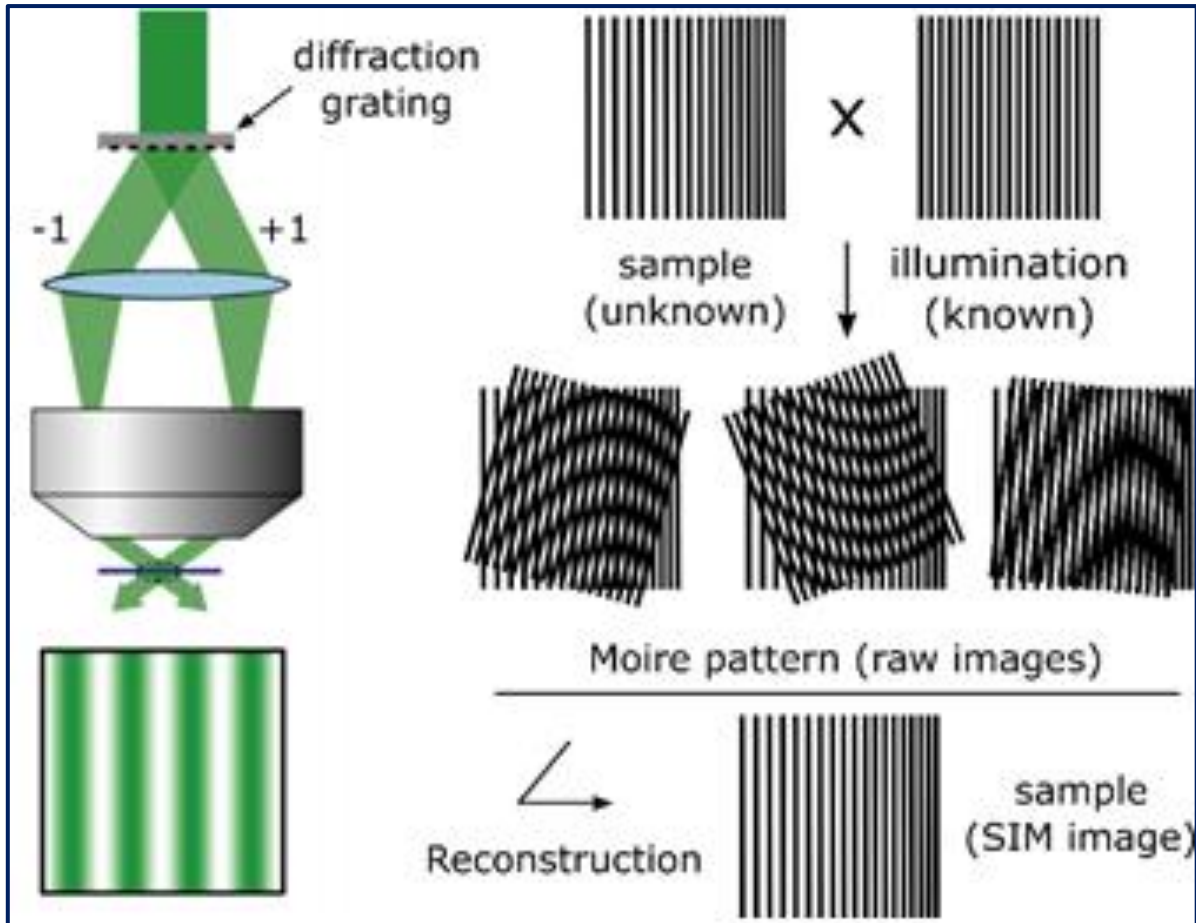 diffraction
grating
-1
+1
X
sample
(unknown)
illumination
(known)
Moire pattern (raw images)
Reconstruction
sample
(SIM image)